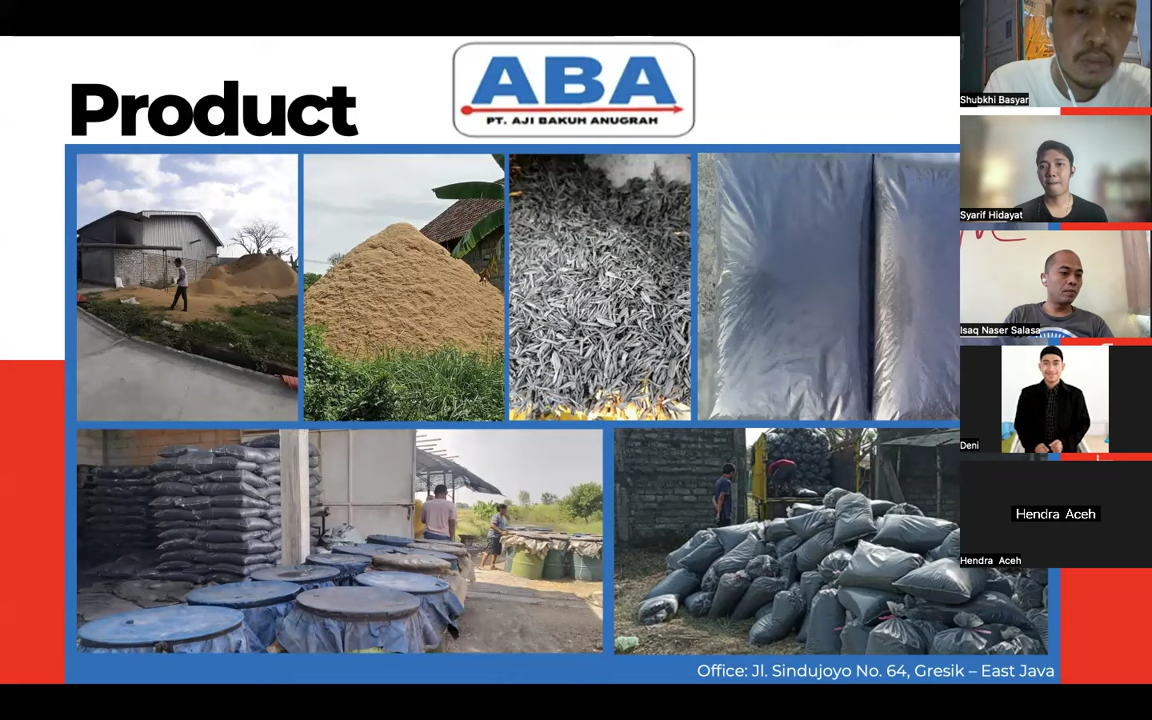 Product
ABA
PT. AJI BAKUH ANUGRAH
Office: Jl. Sindujoyo No. 64, Gresik – East Java
Shubkhi Basyar
Syarif Hidayat
Isaq Naser Salasa
Deni
Hendra Aceh
Hendra Aceh